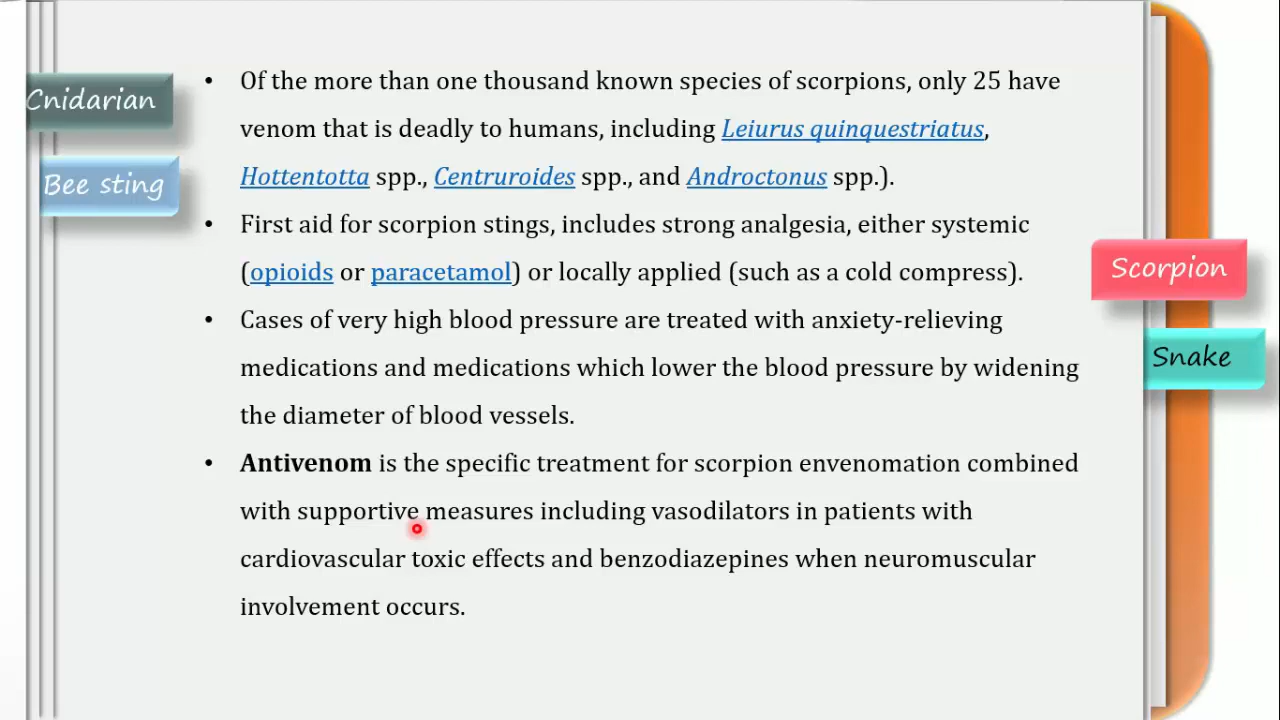 Cnidarian
Bee sting
• Of the more than one thousand known species of scorpions, only 25 have
venom that is deadly to humans, including Leiurus quinquestriatus,
Hottentotta spp., Centruroides spp., and Androctonus spp.).
• First aid for scorpion stings, includes strong analgesia, either systemic
(opioids or paracetamol) or locally applied (such as a cold compress).
• Cases of very high blood pressure are treated with anxiety-relieving
medications and medications which lower the blood pressure by widening
the diameter of blood vessels.
• Antivenom is the specific treatment for scorpion envenomation combined
with supportive measures including vasodilators in patients with
cardiovascular toxic effects and benzodiazepines when neuromuscular
involvement occurs.
Scorpion
Snake